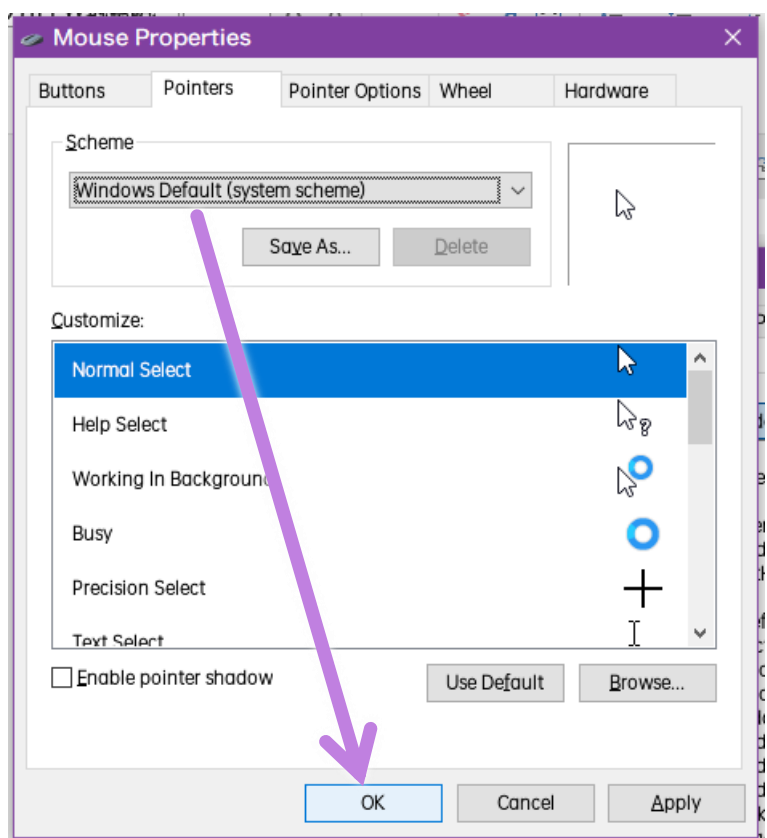 Mouse Properties
Buttons Pointers Pointer Options Wheel Hardware
Scheme
Windows Default (system scheme)
Save As... Delete
Customize:
Normal Select
Help Select
Working In Background
Busy
Precision Select
Text Select
Enable pointer shadow
Use Default Browse...
OK Cancel Apply